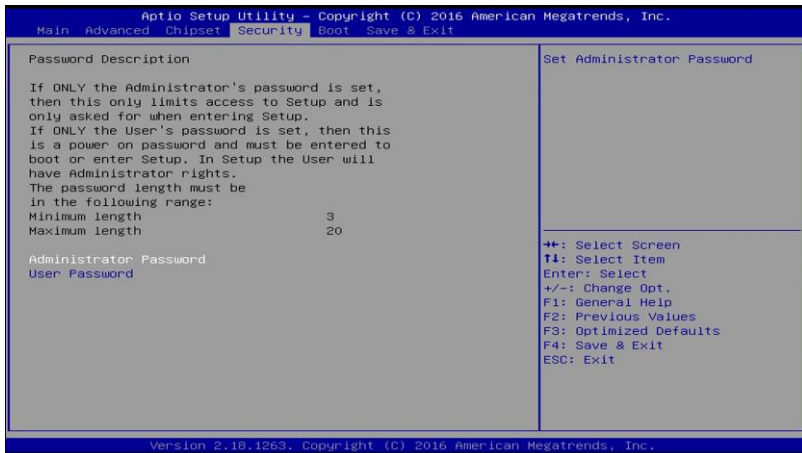 Aptio Setup Utility – Copyright (C) 2016 American Megatrends, Inc.
Main Advanced Chipset Security Boot Save & Exit
Password Description
If ONLY the Administrator's password is set,
then this only limits access to Setup and is
only asked for when entering Setup.
If ONLY the User's password is set, then this
is a power on password and must be entered to
boot or enter Setup. In Setup the User will
have Administrator rights.
The password length must be
in the following range:
Minimum length 3
Maximum length 20
Administrator Password
User Password
Set Administrator Password
→←: Select Screen
↑↓: Select Item
Enter: Select
+/-: Change Opt.
F1: General Help
F2: Previous Values
F3: Optimized Defaults
F4: Save & Exit
ESC: Exit
Version 2.18.1263. Copyright (C) 2016 American Megatrends, Inc.